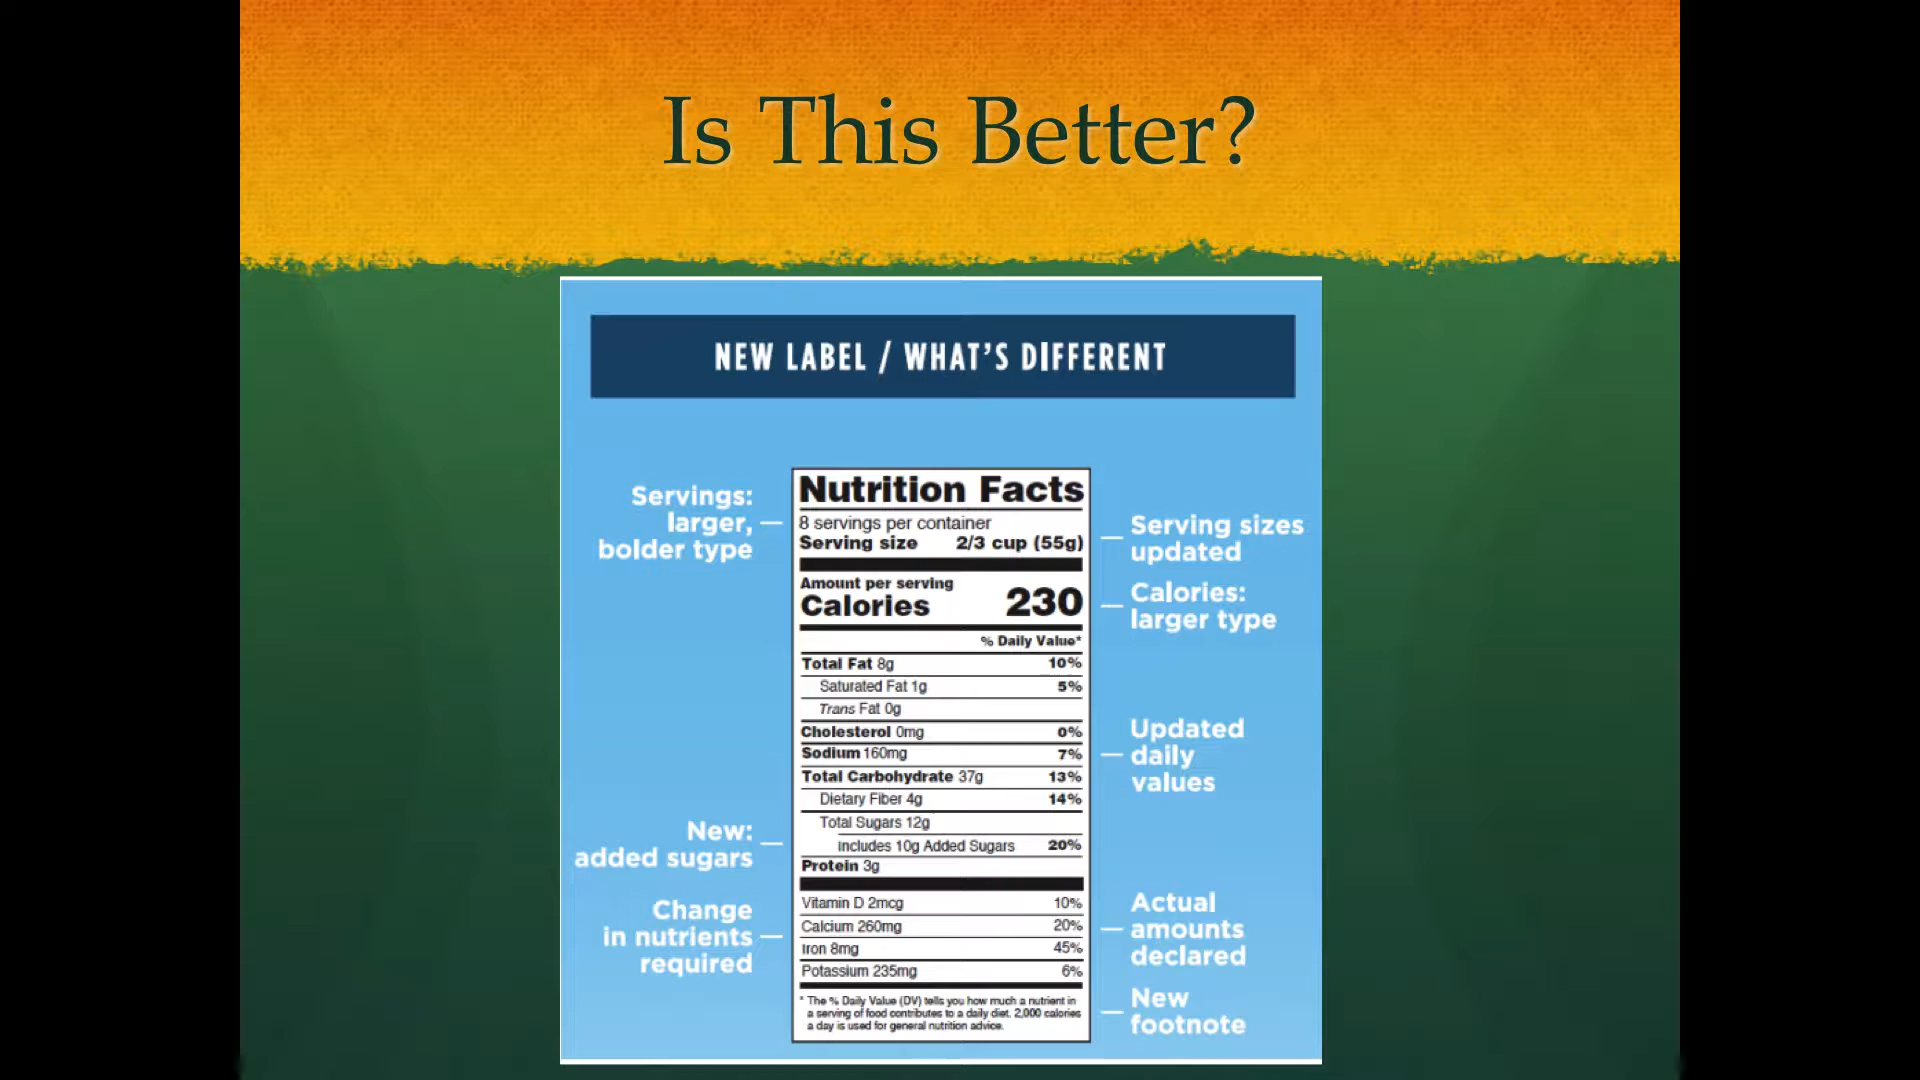 Is This Better?
NEW LABEL / WHAT'S DIFFERENT
Servings:
larger,
bolder type
New:
added sugars
Change
in nutrients
required
Nutrition Facts
8 servings per container
Serving size 2/3 cup (55g)
Amount per serving
Calories 230
% Daily Value*
Total Fat 8g 10%
Saturated Fat 1g 5%
Trans Fat 0g
Cholesterol 0mg 0%
Sodium 160mg 7%
Total Carbohydrate 37g 13%
Dietary Fiber 4g 14%
Total Sugars 12g
Includes 10g Added Sugars 20%
Protein 3g
Vitamin D 2mcg 10%
Calcium 260mg 20%
Iron 8mg 45%
Potassium 235mg 6%
* The % Daily Value (DV) tells you how much a nutrient in
a serving of food contributes to a daily diet. 2,000 calories
a day is used for general nutrition advice.
Serving sizes
updated
Calories:
larger type
Updated
daily
values
Actual
amounts
declared
New
footnote